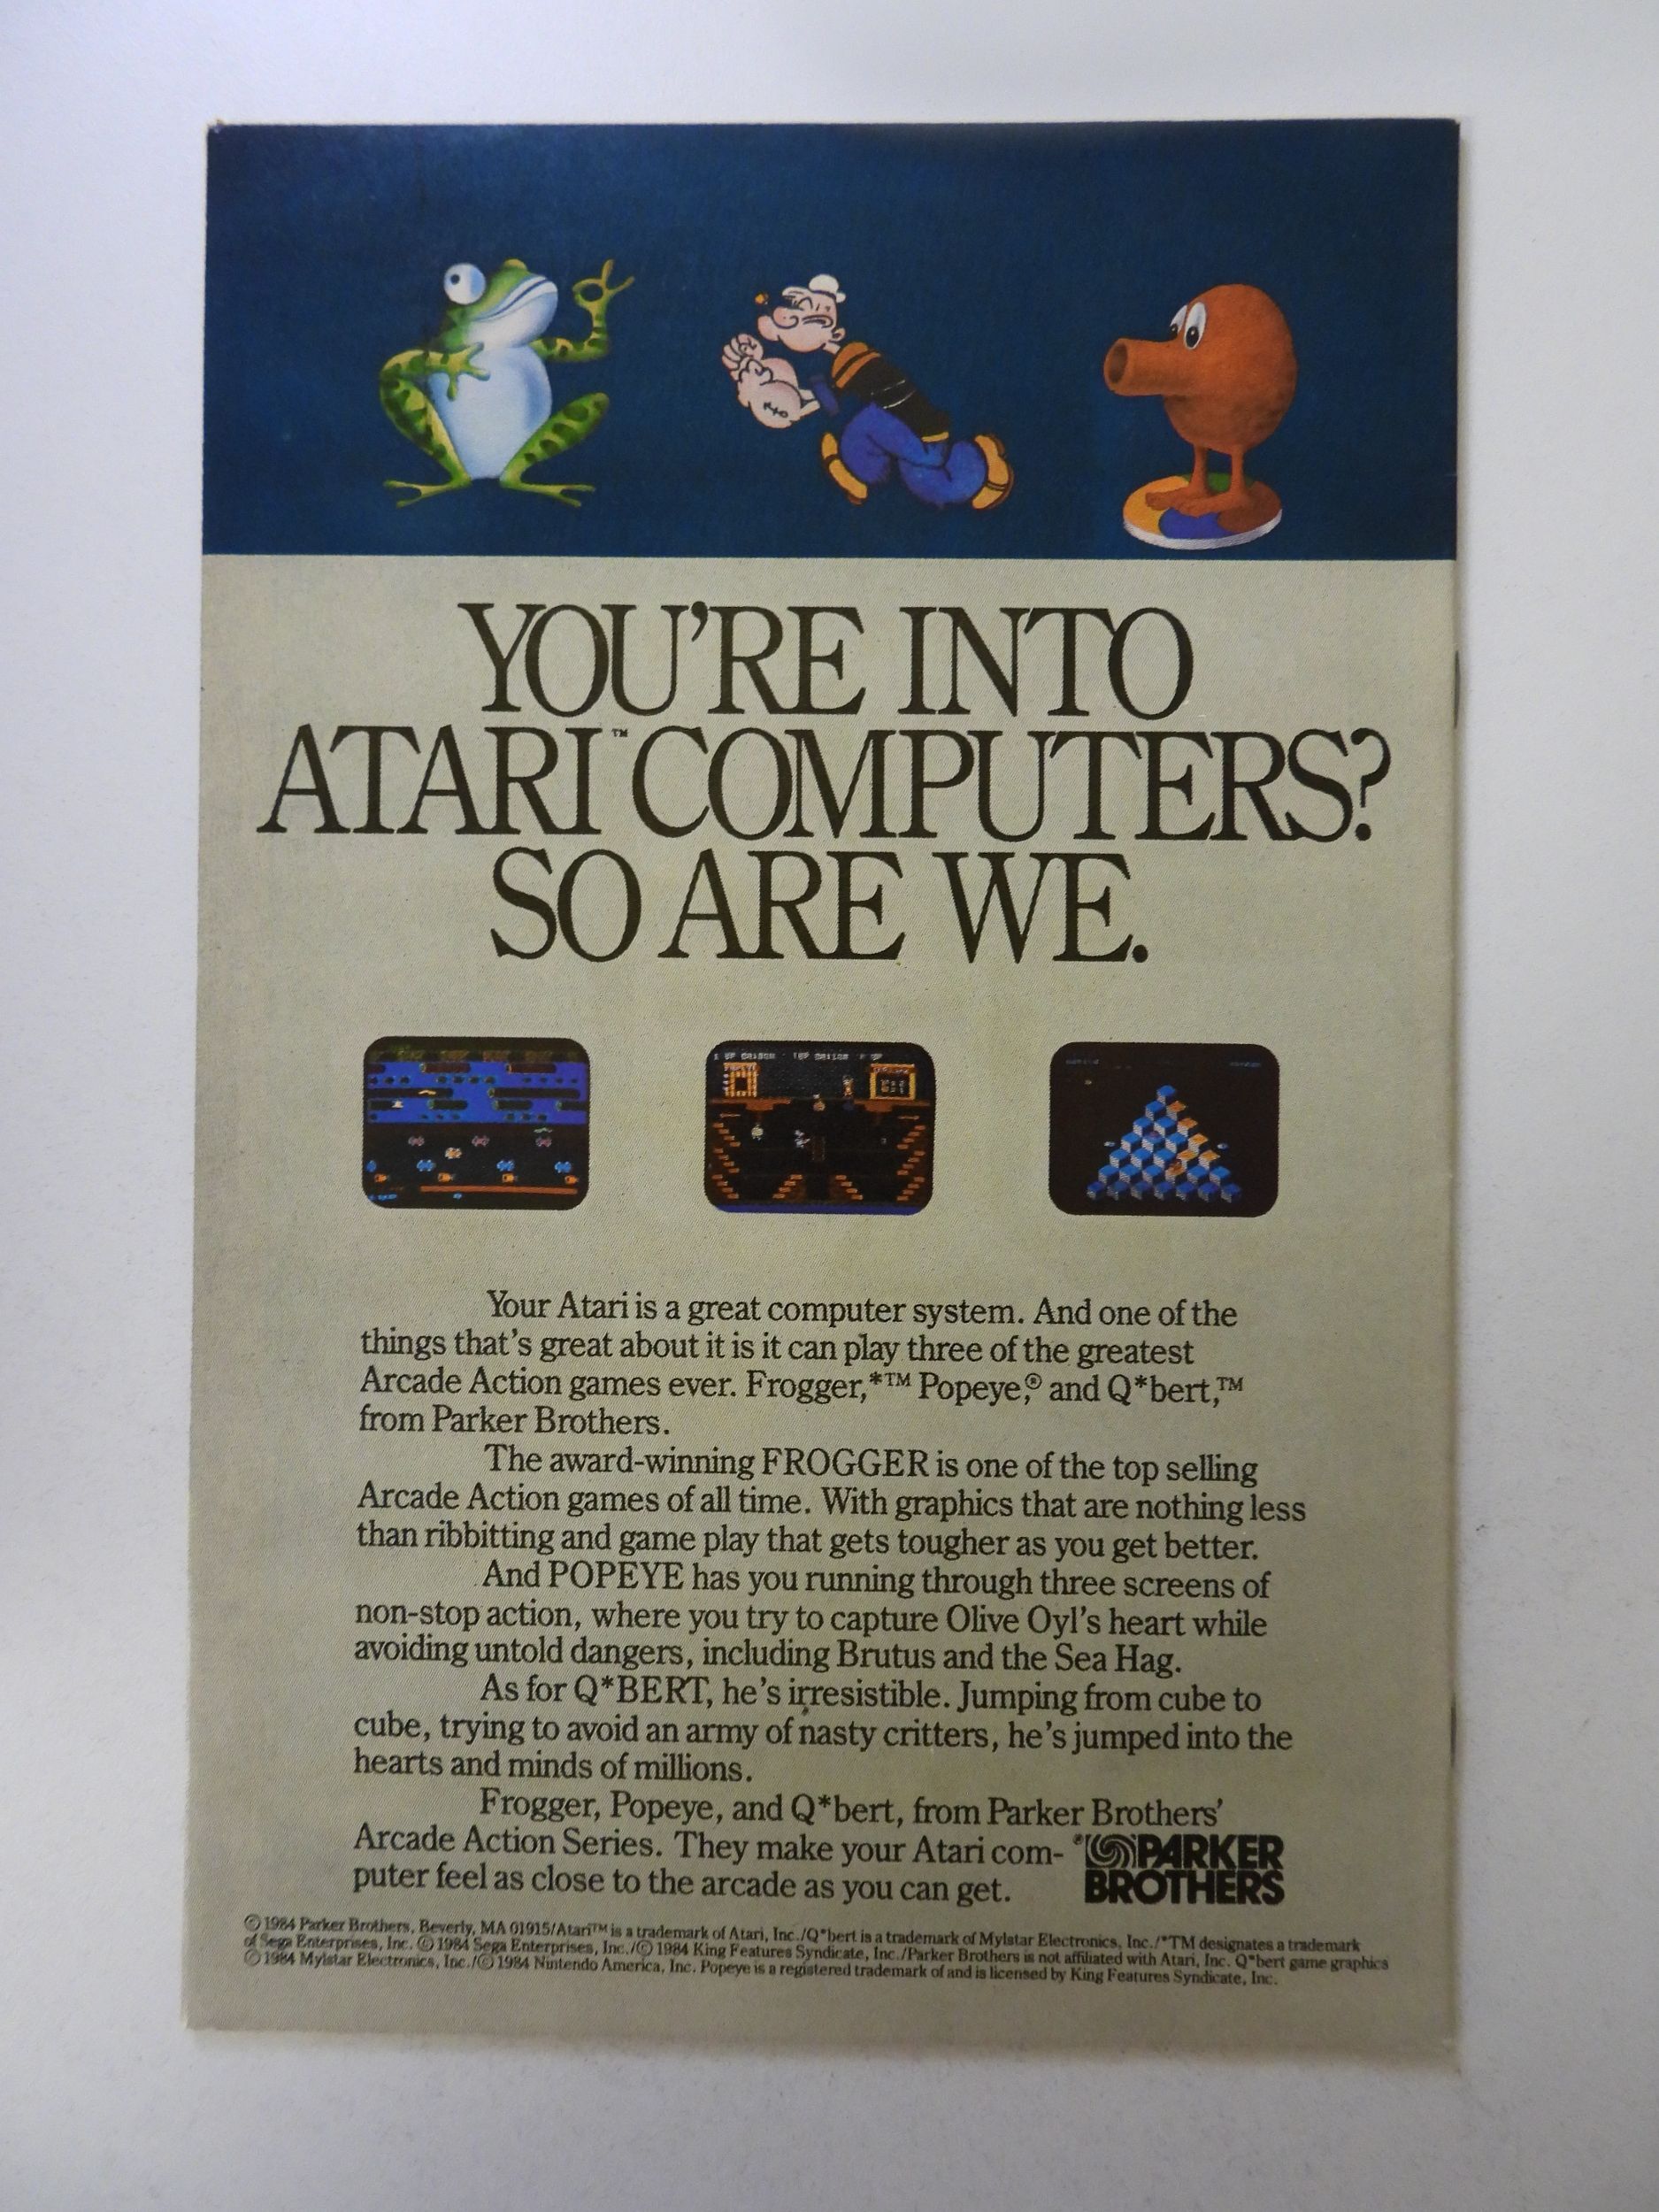 YOU'RE INTO
ATARI™ COMPUTERS?
SO ARE WE.
Your Atari is a great computer system. And one of the
things that's great about it is it can play three of the greatest
Arcade Action games ever. Frogger,*™ Popeye,® and Q*bert,™
from Parker Brothers.
The award-winning FROGGER is one of the top selling
Arcade Action games of all time. With graphics that are nothing less
than ribbitting and game play that gets tougher as you get better.
And POPEYE has you running through three screens of
non-stop action, where you try to capture Olive Oyl's heart while
avoiding untold dangers, including Brutus and the Sea Hag.
As for Q*BERT, he's irresistible. Jumping from cube to
cube, trying to avoid an army of nasty critters, he's jumped into the
hearts and minds of millions.
Frogger, Popeye, and Q*bert, from Parker Brothers'
Arcade Action Series. They make your Atari com-
puter feel as close to the arcade as you can get.
PARKER
BROTHERS
© 1984 Parker Brothers, Beverly, MA 01915/Atari™ is a trademark of Atari, Inc./Q*bert is a trademark of Mylstar Electronics, Inc./*TM designates a trademark
of Sega Enterprises, Inc. © 1984 Sega Enterprises, Inc./© 1984 King Features Syndicate, Inc./Parker Brothers is not affiliated with Atari, Inc. Q*bert game graphics
© 1984 Mylstar Electronics, Inc./© 1984 Nintendo America, Inc. Popeye is a registered trademark of and is licensed by King Features Syndicate, Inc.